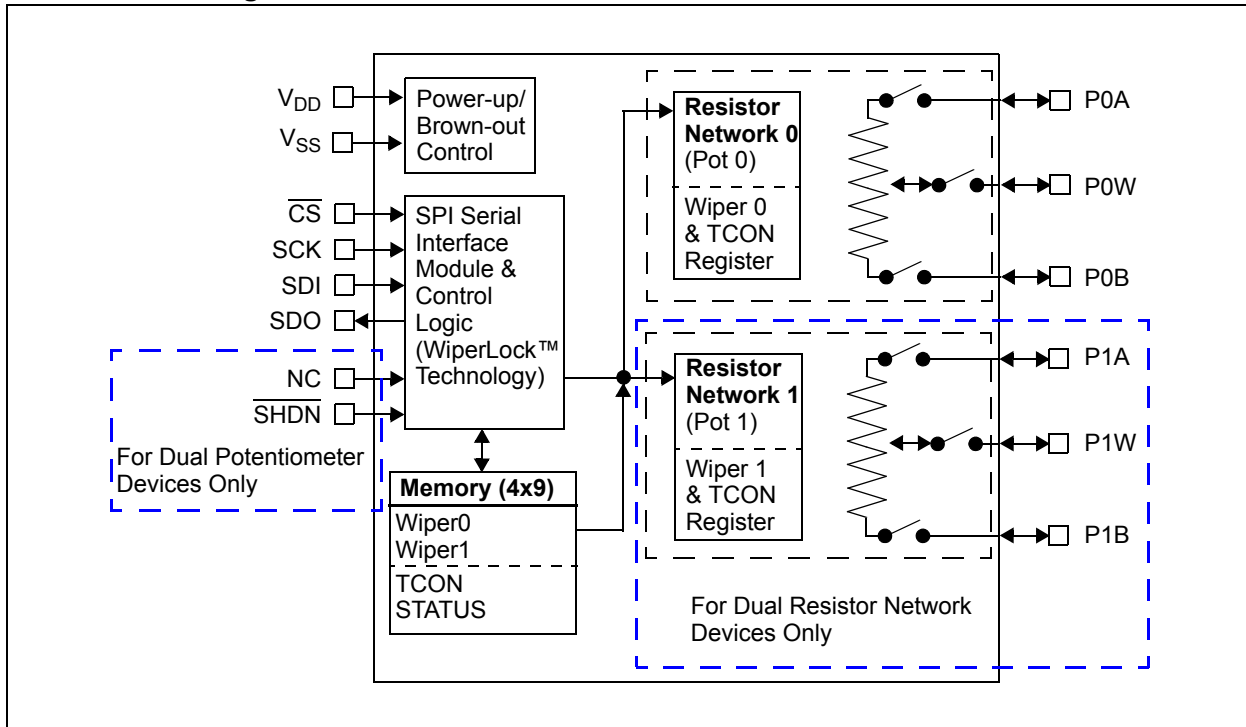 VDD
VSS
Power-up/
Brown-out
Control
CS
SCK
SDI
SDO
NC
SHDN
SPI Serial
Interface
Module &
Control
Logic
(WiperLock™
Technology)
For Dual Potentiometer
Devices Only
Memory (4x9)
Wiper0
Wiper1
TCON
STATUS
Resistor
Network 0
(Pot 0)
Wiper 0
& TCON
Register
P0A
P0W
P0B
Resistor
Network 1
(Pot 1)
Wiper 1
& TCON
Register
P1A
P1W
P1B
For Dual Resistor Network
Devices Only